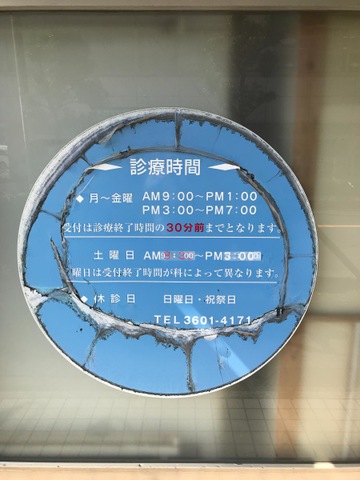 診療時間
◆月〜金曜 AM9:00〜PM1:00
PM3:00〜PM7:00
受付は診療終了時間の30分前までとなります
土曜日 AM 〜PM3:00
曜日は受付終了時間が科によって異なります。
◆休診日 日曜日・祝祭日
TEL 3601-4171